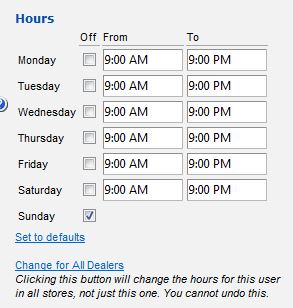 Hours
Off From To
Monday 9:00 AM 9:00 PM
Tuesday 9:00 AM 9:00 PM
Wednesday 9:00 AM 9:00 PM
Thursday 9:00 AM 9:00 PM
Friday 9:00 AM 9:00 PM
Saturday 9:00 AM 9:00 PM
Sunday
Set to defaults
Change for All Dealers
Clicking this button will change the hours for this user
in all stores, not just this one. You cannot undo this.